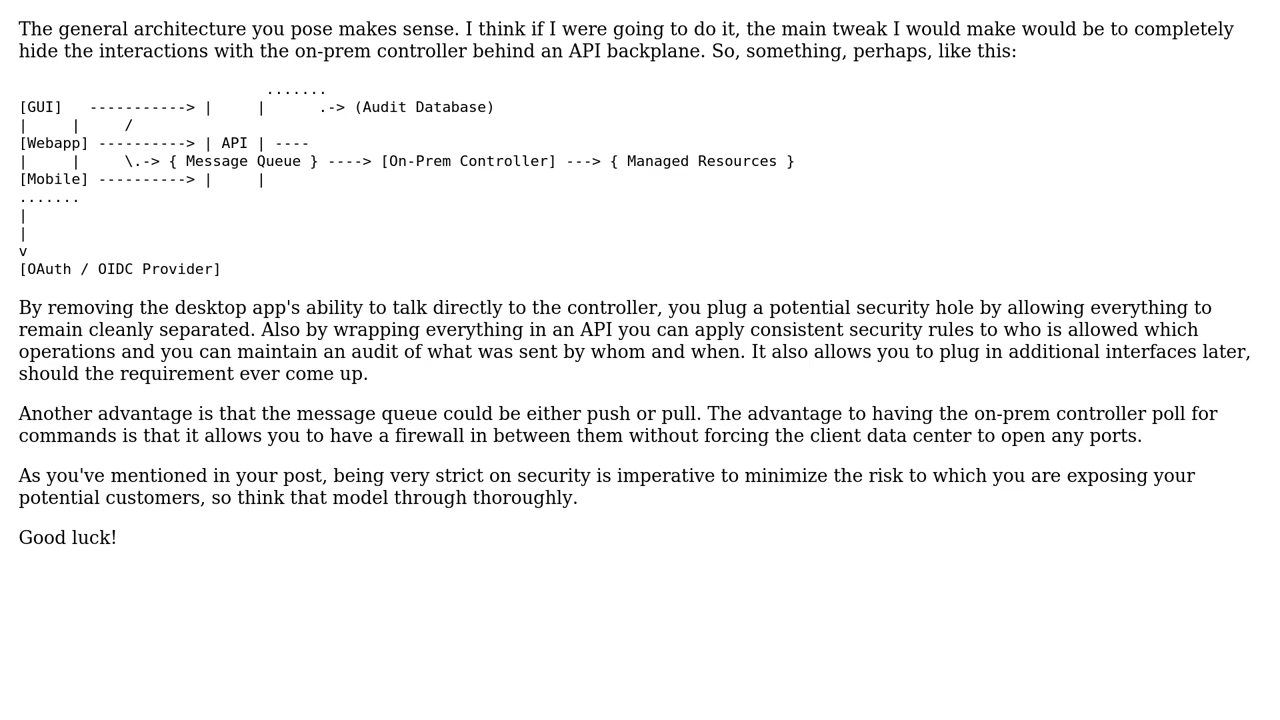 The general architecture you pose makes sense. I think if I were going to do it, the main tweak I would make would be to completely
hide the interactions with the on-prem controller behind an API backplane. So, something, perhaps, like this:
                            .......
[GUI]   -----------> |     |      .-> (Audit Database)
|     |     /
[Webapp] ----------> | API | ----
|     |     \.-> { Message Queue } ----> [On-Prem Controller] ---> { Managed Resources }
[Mobile] ----------> |     |
.......
|
|
v
[OAuth / OIDC Provider]
By removing the desktop app's ability to talk directly to the controller, you plug a potential security hole by allowing everything to
remain cleanly separated. Also by wrapping everything in an API you can apply consistent security rules to who is allowed which
operations and you can maintain an audit of what was sent by whom and when. It also allows you to plug in additional interfaces later,
should the requirement ever come up.
Another advantage is that the message queue could be either push or pull. The advantage to having the on-prem controller poll for
commands is that it allows you to have a firewall in between them without forcing the client data center to open any ports.
As you've mentioned in your post, being very strict on security is imperative to minimize the risk to which you are exposing your
potential customers, so think that model through thoroughly.
Good luck!